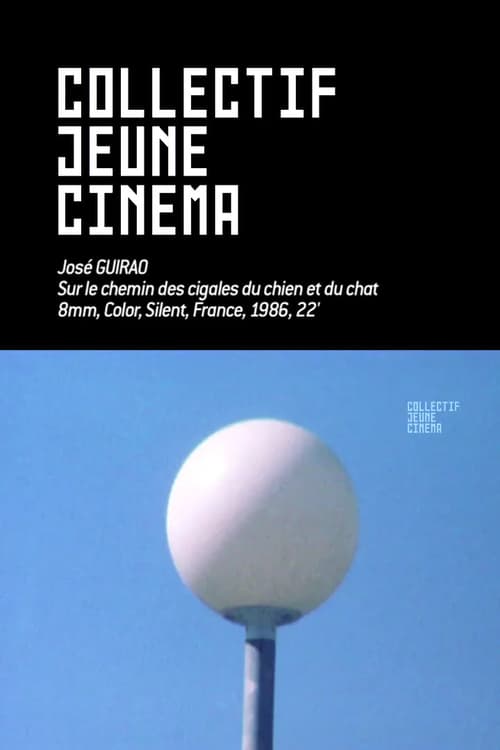 COLLECTIF
JEUNE
CINEMA
José GUIRAO
Sur le chemin des cigales du chien et du chat
8mm, Color, Silent, France, 1986, 22'
COLLECTIF
JEUNE
CINEMA